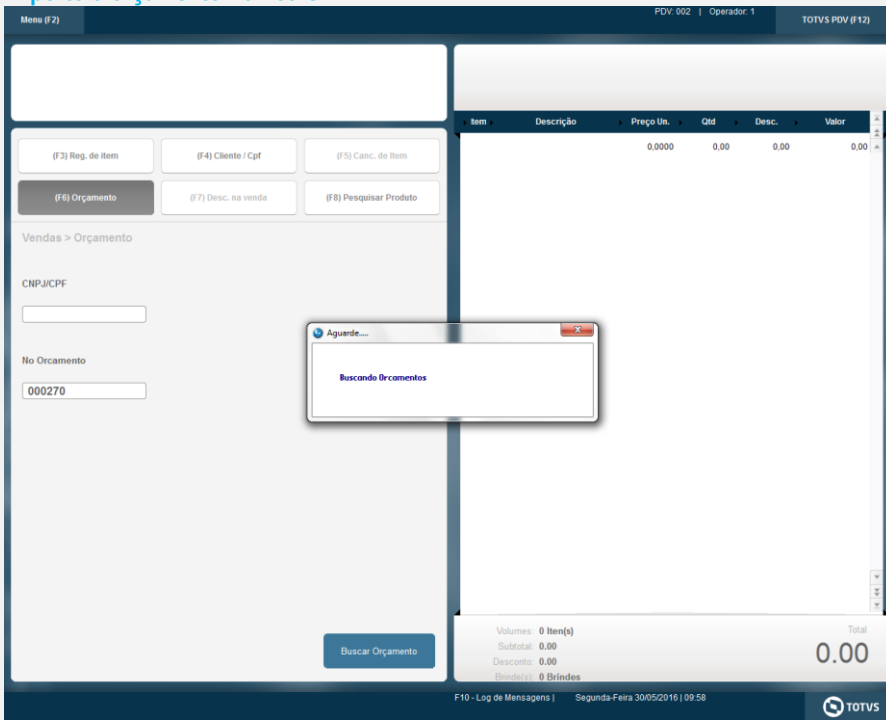 Menu (F2)
PDV: 002 | Operador: 1
TOTVS PDV (F12)
Item Descrição Preço Un. Qtd Desc. Valor
0,0000 0,00 0,00 0,00
(F3) Reg. de item (F4) Cliente / Cpf (F5) Canc. de Item
(F6) Orçamento (F7) Desc. na venda (F8) Pesquisar Produto
Vendas > Orçamento
CNPJ/CPF
No Orcamento
000270
Aguarde....
Buscando Orcamentos
Buscar Orçamento
Volumes: 0 Iten(s)
Subtotal: 0.00
Desconto: 0.00
Brinde(s): 0 Brindes
Total
0.00
F10 - Log de Mensagens | Segunda-Feira 30/05/2016 | 09:58
TOTVS